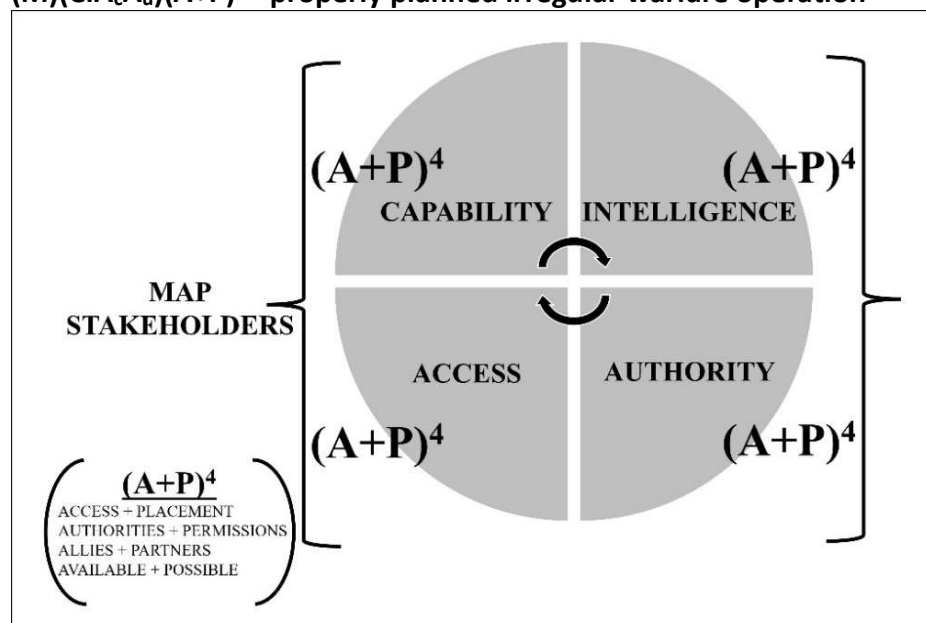 (M)(CIAcAu)(A+P) = properly planned irregular warfare operation
(A+P)4
(A+P)4
CAPABILITY
INTELLIGENCE
MAP
STAKEHOLDERS
ACCESS
AUTHORITY
(A+P)4
(A+P)4
(A+P)4
ACCESS + PLACEMENT
AUTHORITIES + PERMISSIONS
ALLIES + PARTNERS
AVAILABLE + POSSIBLE